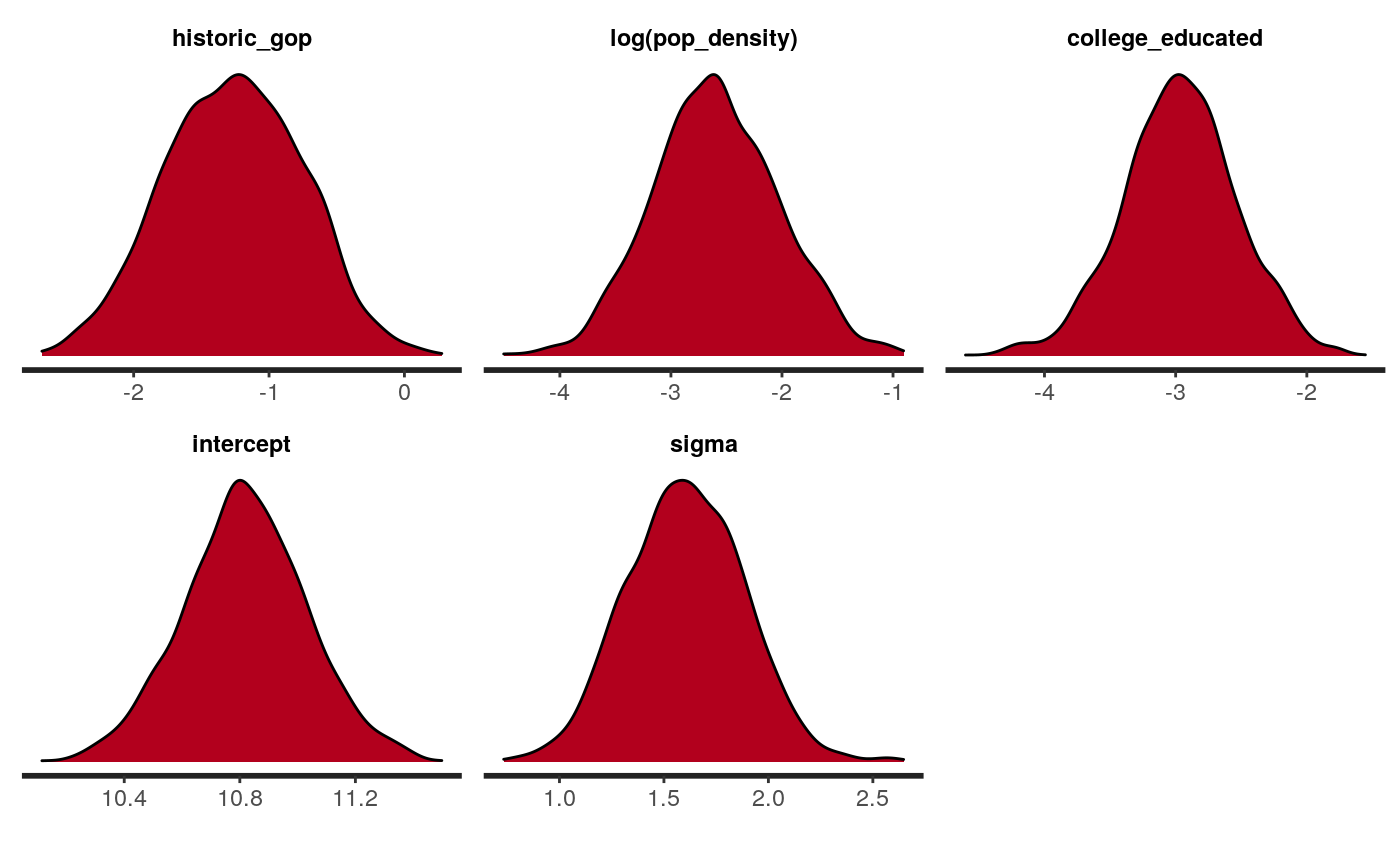 historic_gop log(pop_density) college_educated
-2 -1 0 -4 -3 -2 -1 -4 -3 -2
intercept sigma
10.4 10.8 11.2 1.0 1.5 2.0 2.5